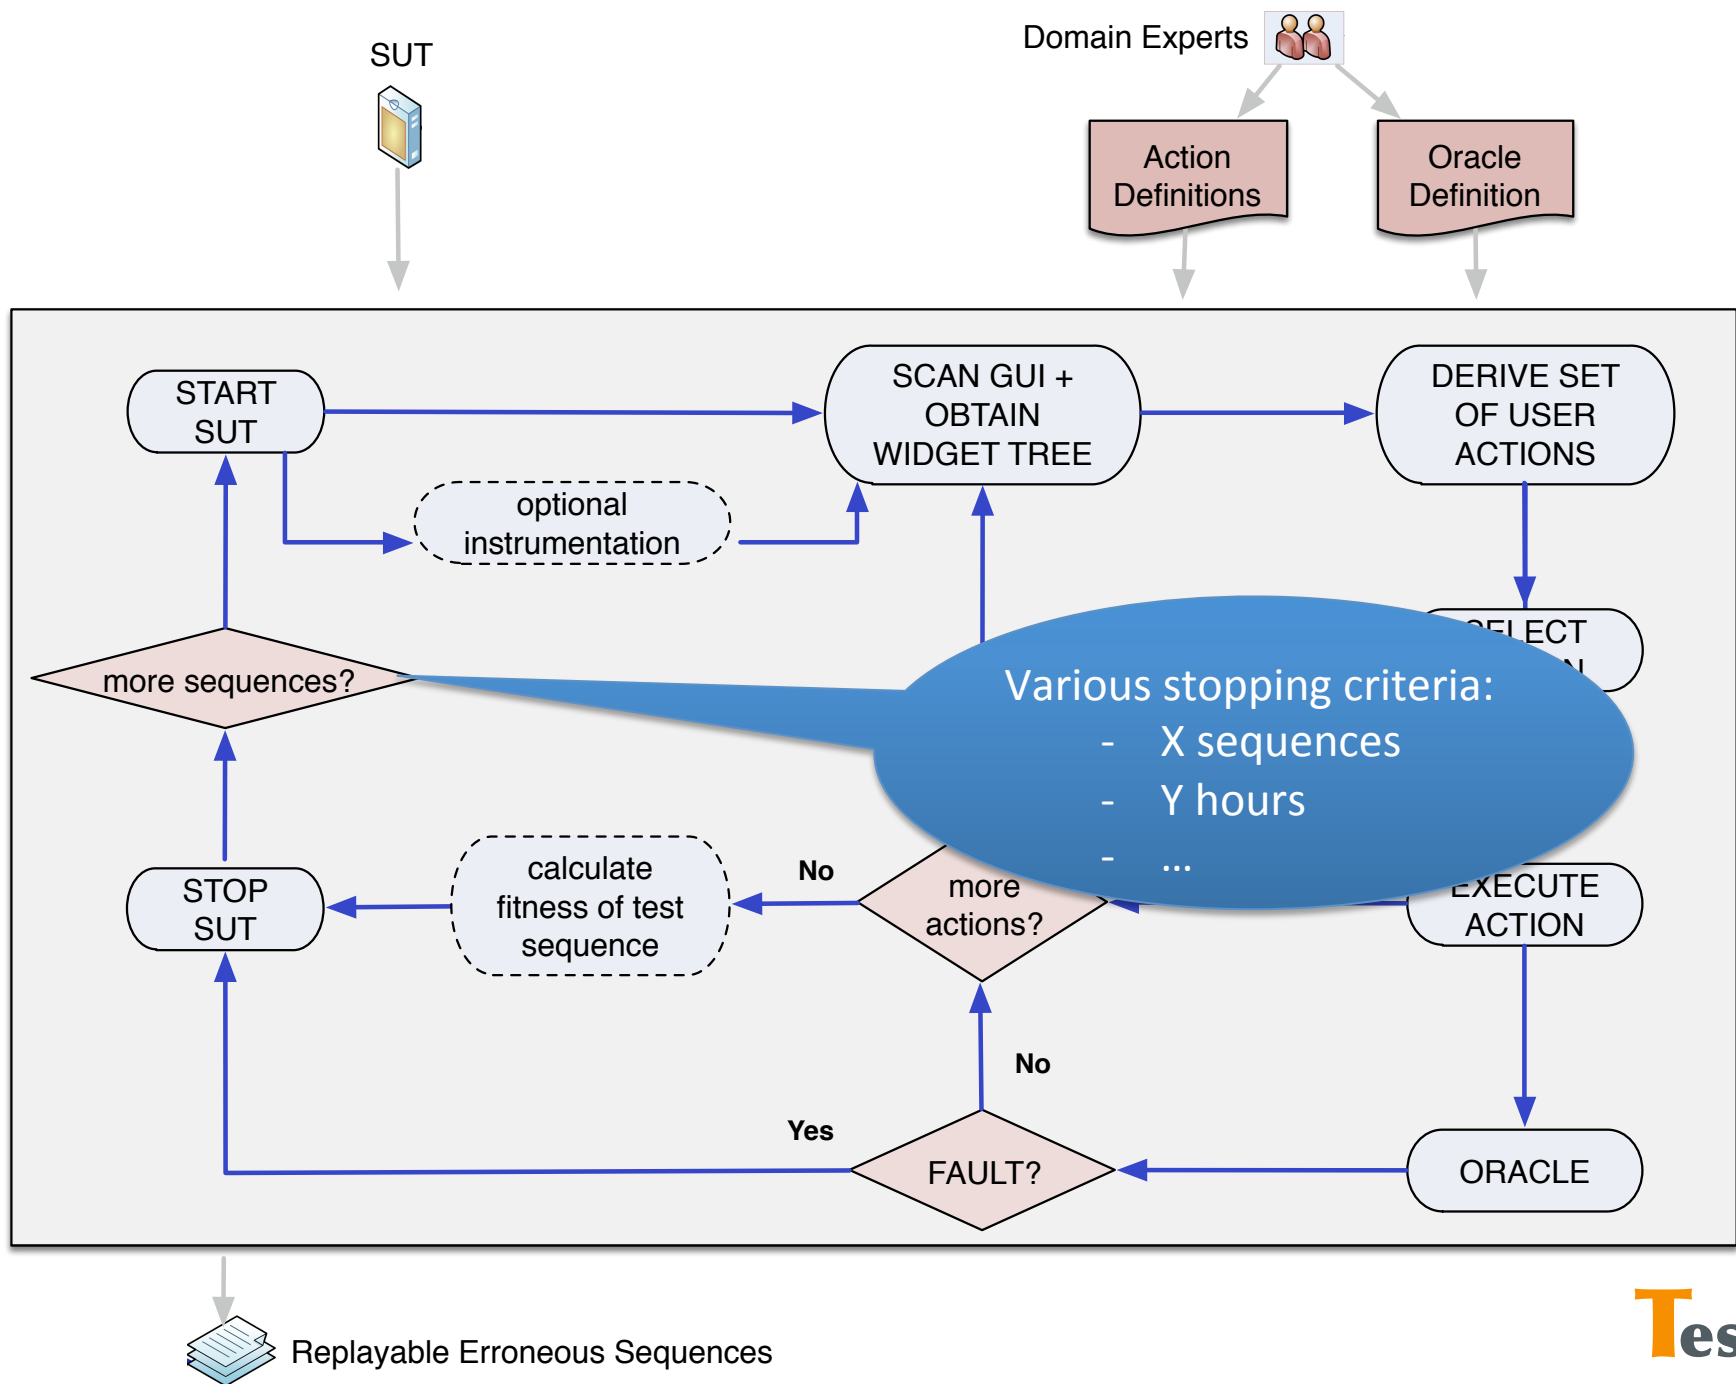 SUT
Domain Experts
Action
Definitions
Oracle
Definition
START
SUT
SCAN GUI +
OBTAIN
WIDGET TREE
DERIVE SET
OF USER
ACTIONS
optional
instrumentation
more sequences?
Various stopping criteria:
- X sequences
- Y hours
- ...
STOP
SUT
calculate
fitness of test
sequence
No
more
actions?
EXECUTE
ACTION
No
Yes
FAULT?
ORACLE
Replayable Erroneous Sequences